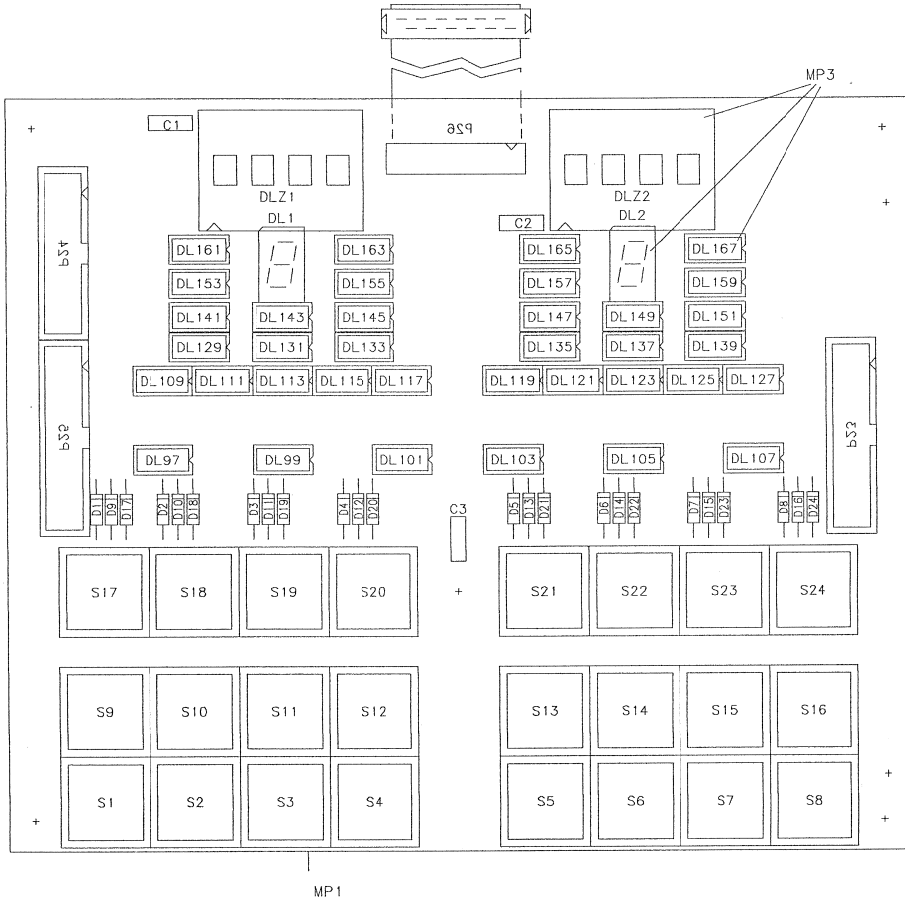 MP3
C1
P26
DLZ1
DLZ2
DL1
C2
DL2
P24
DL161
DL163
DL165
DL167
DL153
DL155
DL157
DL159
DL141
DL143
DL145
DL147
DL149
DL151
DL129
DL131
DL133
DL135
DL137
DL139
DL109
DL111
DL113
DL115
DL117
DL119
DL121
DL123
DL125
DL127
P25
P23
DL97
DL99
DL101
DL103
DL105
DL107
D1
D9
D17
D2
D10
D18
D3
D11
D19
D4
D12
D20
D5
D13
D21
D6
D14
D22
D7
D15
D23
D8
D16
D24
C3
S17
S18
S19
S20
S21
S22
S23
S24
S9
S10
S11
S12
S13
S14
S15
S16
S1
S2
S3
S4
S5
S6
S7
S8
MP1